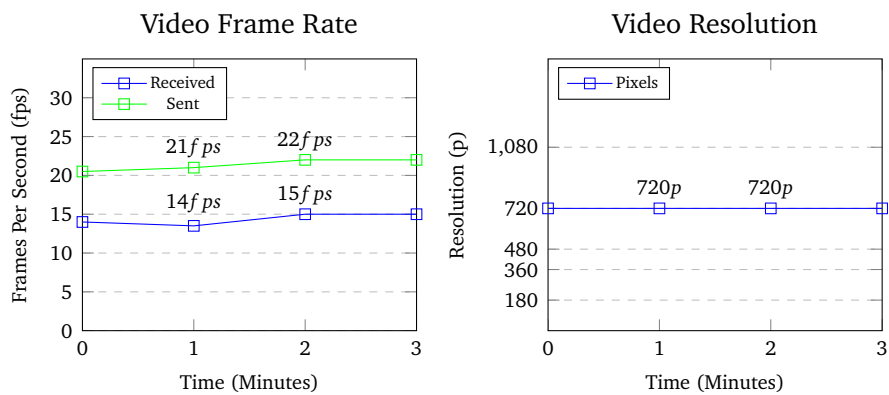 Video Frame Rate
Received
Sent
30
25
20
15
10
5
0
21fps
22fps
14fps
15fps
0 1 2 3
Time (Minutes)
Frames Per Second (fps)
Video Resolution
Pixels
1,080
720
480
360
180
720p 720p
0 1 2 3
Time (Minutes)
Resolution (p)